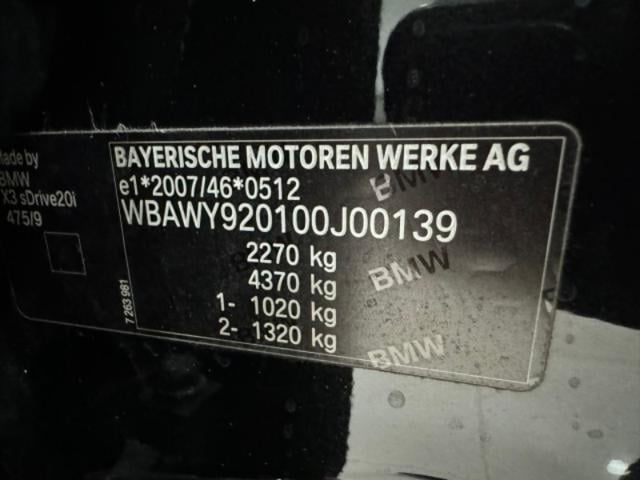 Made by
BMW
X3 sDrive20i
475/9
BAYERISCHE MOTOREN WERKE AG
e1*2007/46*0512
WBAWY920100J00139
2270 kg
4370 kg
1- 1020 kg
2- 1320 kg
7 263 981
BMW
BMW